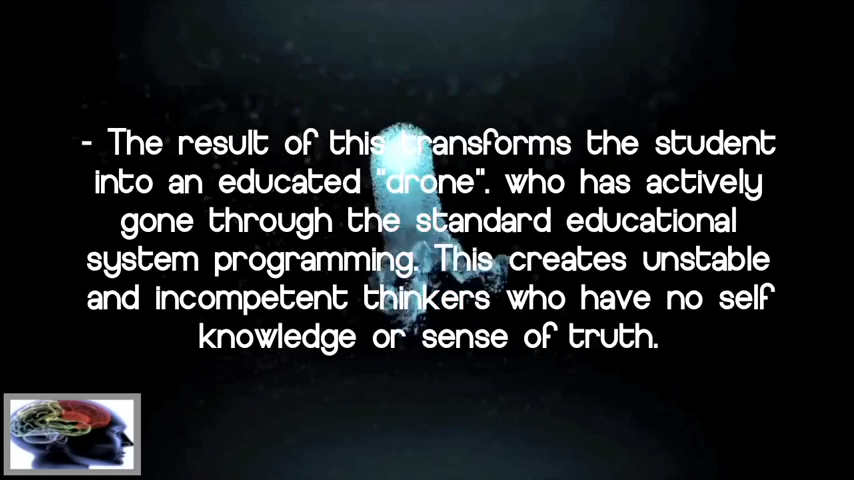 - The result of this transforms the student
into an educated "drone". who has actively
gone through the standard educational
system programming. This creates unstable
and incompetent thinkers who have no self
knowledge or sense of truth.